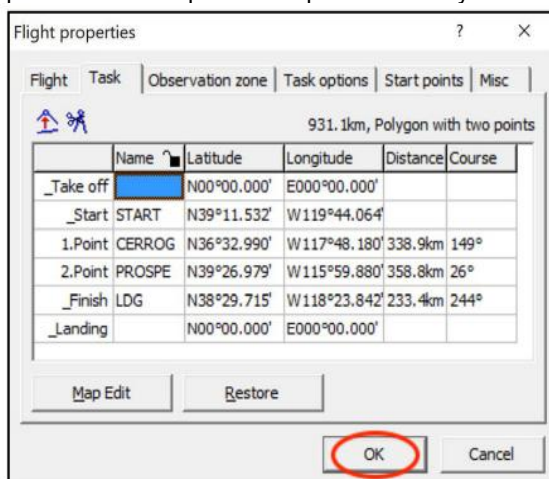 Flight properties ? ×
Flight Task Observation zone Task options Start points Misc
931.1km, Polygon with two points
Name Latitude Longitude Distance Course
_Take off N00°00.000' E000°00.000'
_Start START N39°11.532' W119°44.064'
1.Point CERROG N36°32.990' W117°48.180' 338.9km 149°
2.Point PROSPE N39°26.979' W115°59.880' 358.8km 26°
_Finish LDG N38°29.715' W118°23.842' 233.4km 244°
_Landing N00°00.000' E000°00.000'
Map Edit Restore
OK Cancel